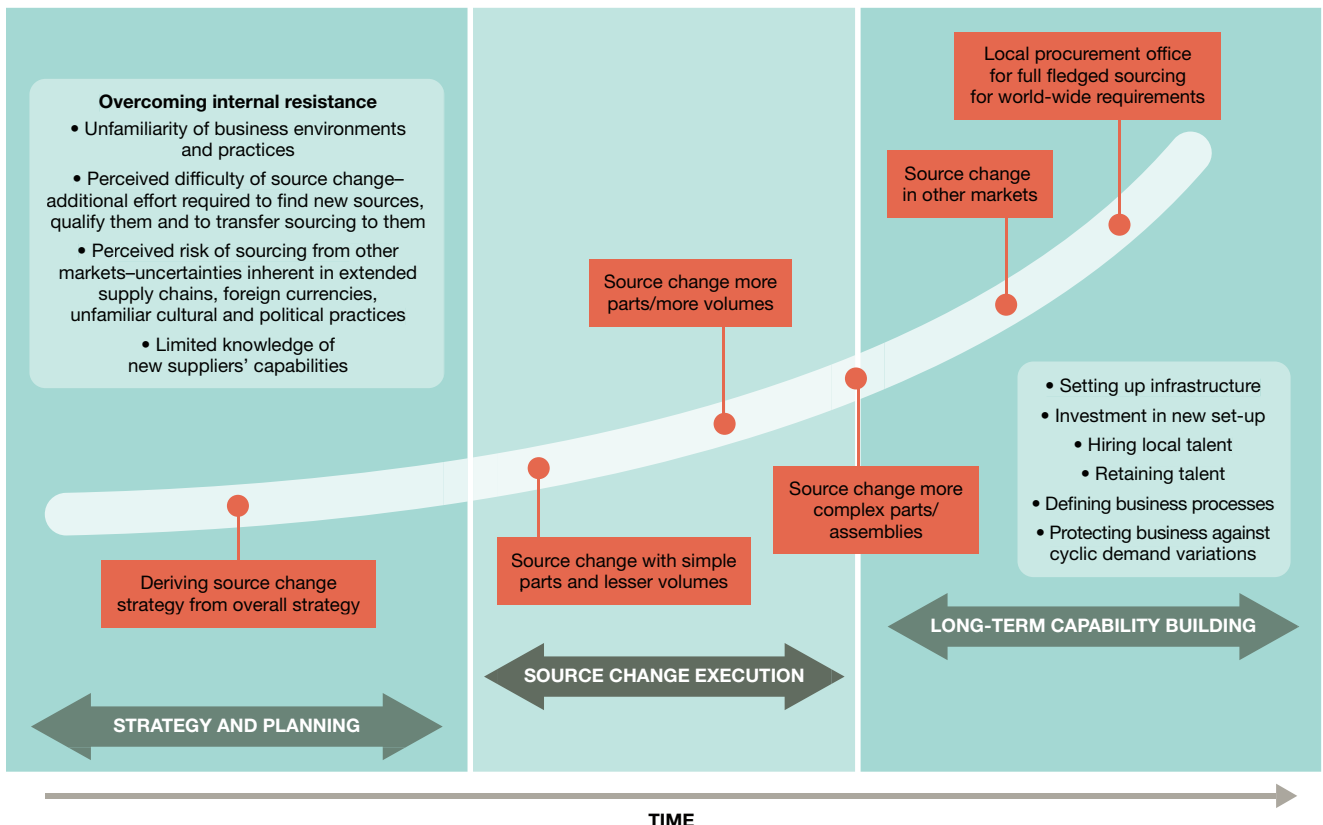 Overcoming internal resistance
• Unfamiliarity of business environments
and practices
• Perceived difficulty of source change–
additional effort required to find new sources,
qualify them and to transfer sourcing to them
• Perceived risk of sourcing from other
markets–uncertainties inherent in extended
supply chains, foreign currencies,
unfamiliar cultural and political practices
• Limited knowledge of
new suppliers’ capabilities
Deriving source change
strategy from overall strategy
STRATEGY AND PLANNING
Source change more
parts/more volumes
Source change with simple
parts and lesser volumes
Source change more
complex parts/
assemblies
SOURCE CHANGE EXECUTION
Local procurement office
for full fledged sourcing
for world-wide requirements
Source change
in other markets
• Setting up infrastructure
• Investment in new set-up
• Hiring local talent
• Retaining talent
• Defining business processes
• Protecting business against
cyclic demand variations
LONG-TERM CAPABILITY BUILDING
TIME